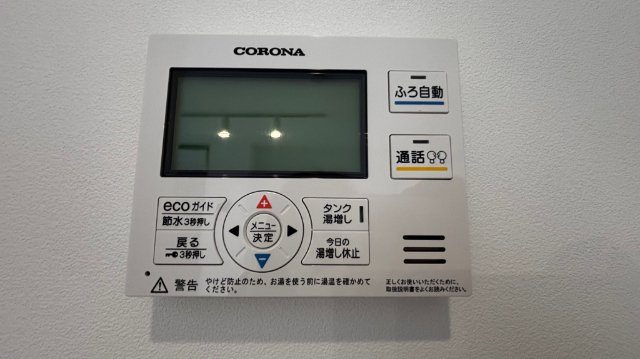 CORONA
ふろ自動
通話
ecoガイド
節水3秒押し
戻る
3秒押し
メニュー
決定
タンク
湯増し
今日の
湯増し休止
警告 やけど防止のため、お湯を使う前に湯温を確かめて
ください。
正しくお使いいただくために、
取扱説明書をよくお読みください。